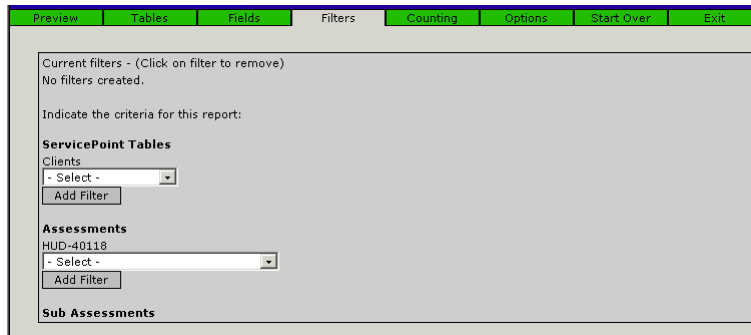 Preview Tables Fields Filters Counting Options Start Over Exit
Current filters - (Click on filter to remove)
No filters created.
Indicate the criteria for this report:
ServicePoint Tables
Clients
- Select -
Add Filter
Assessments
HUD-40118
- Select -
Add Filter
Sub Assessments